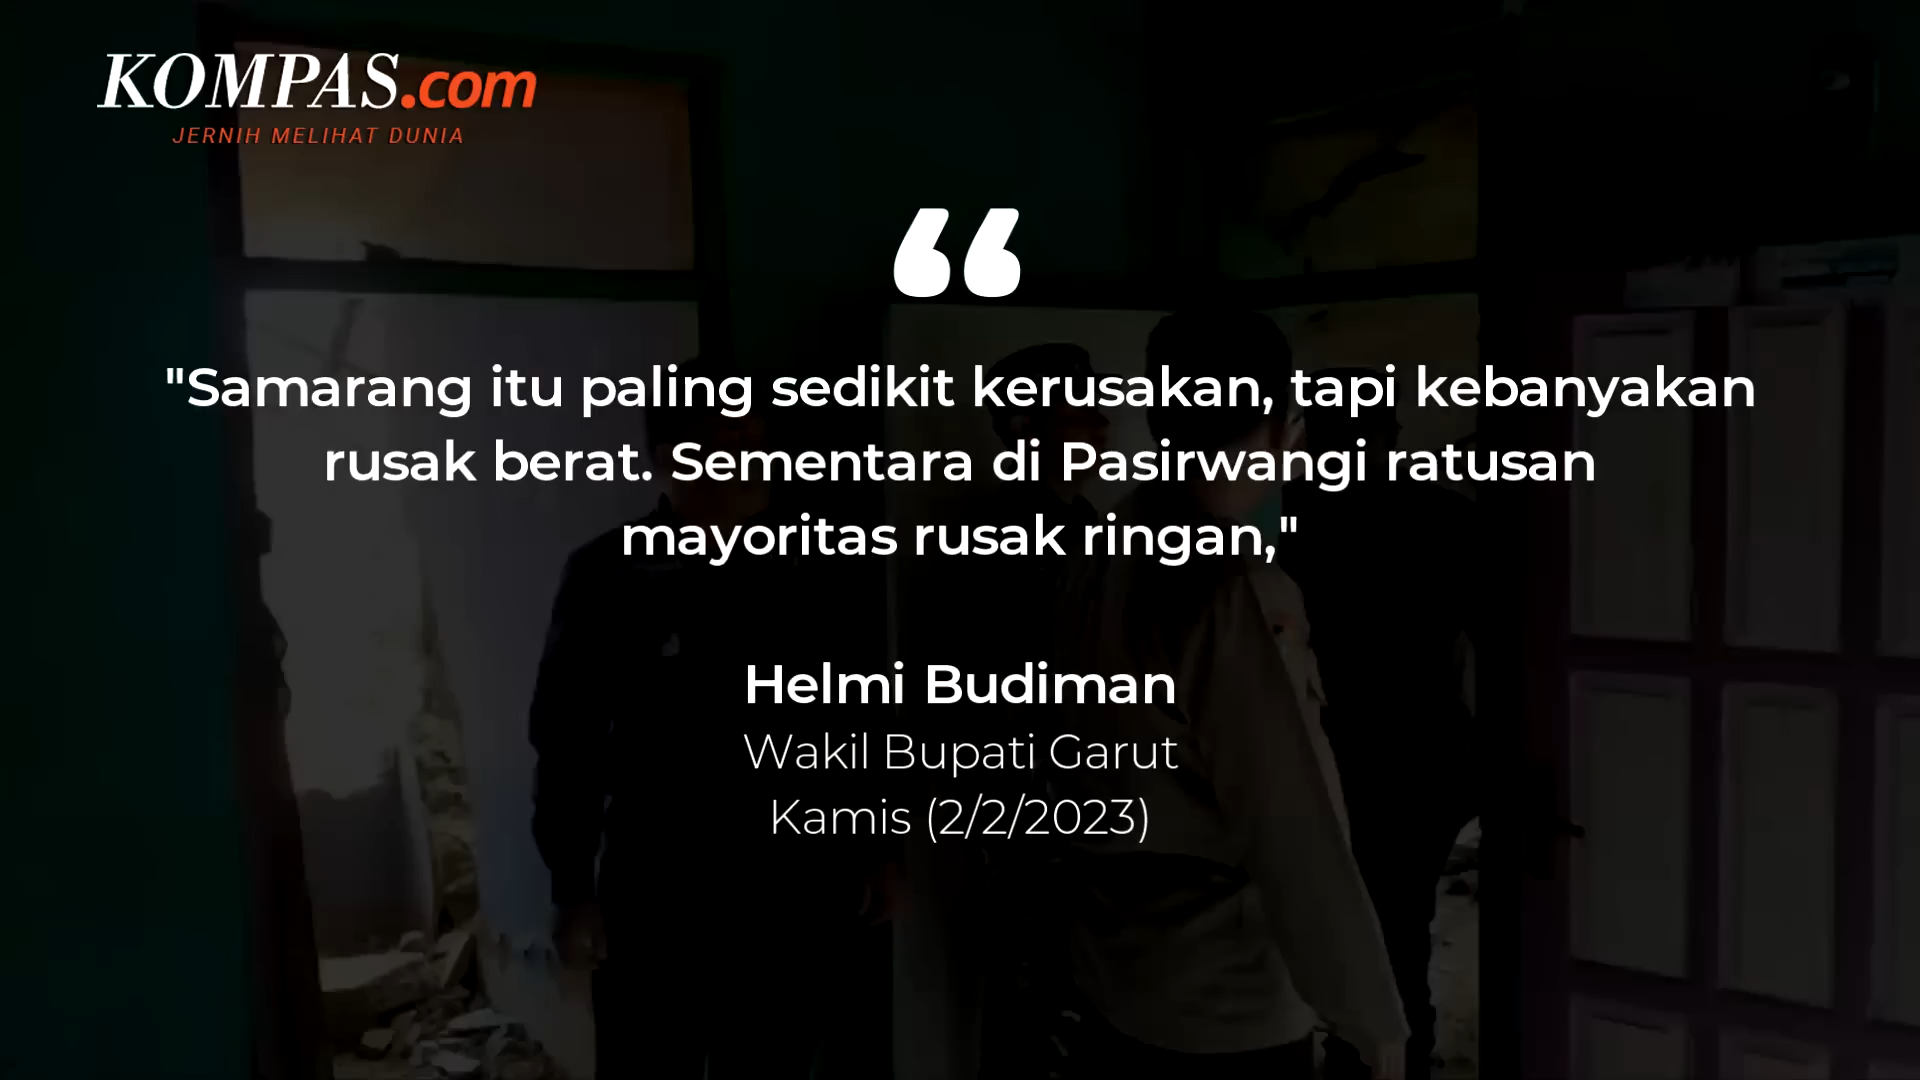 KOMPAS.com
JERNIH MELIHAT DUNIA
"Samarang itu paling sedikit kerusakan, tapi kebanyakan
rusak berat. Sementara di Pasirwangi ratusan
mayoritas rusak ringan,"
Helmi Budiman
Wakil Bupati Garut
Kamis (2/2/2023)